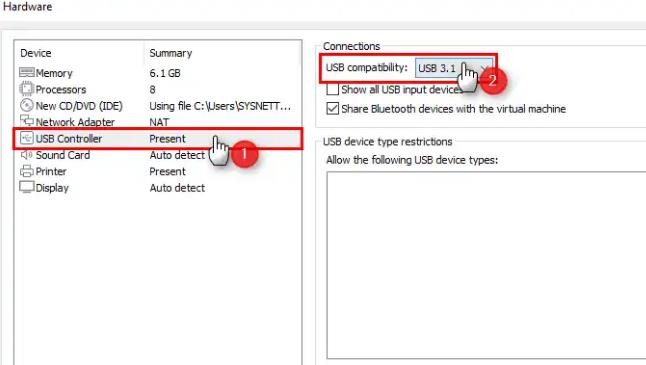 Hardware
Device Summary
Memory 6.1 GB
Processors 8
New CD/DVD (IDE) Using file C:\Users\SYSNETT...
Network Adapter NAT
USB Controller Present
1
Sound Card Auto detect
Printer Present
Display Auto detect
Connections
USB compatibility: USB 3.1
2
Show all USB input devices
Share Bluetooth devices with the virtual machine
USB device type restrictions
Allow the following USB device types: